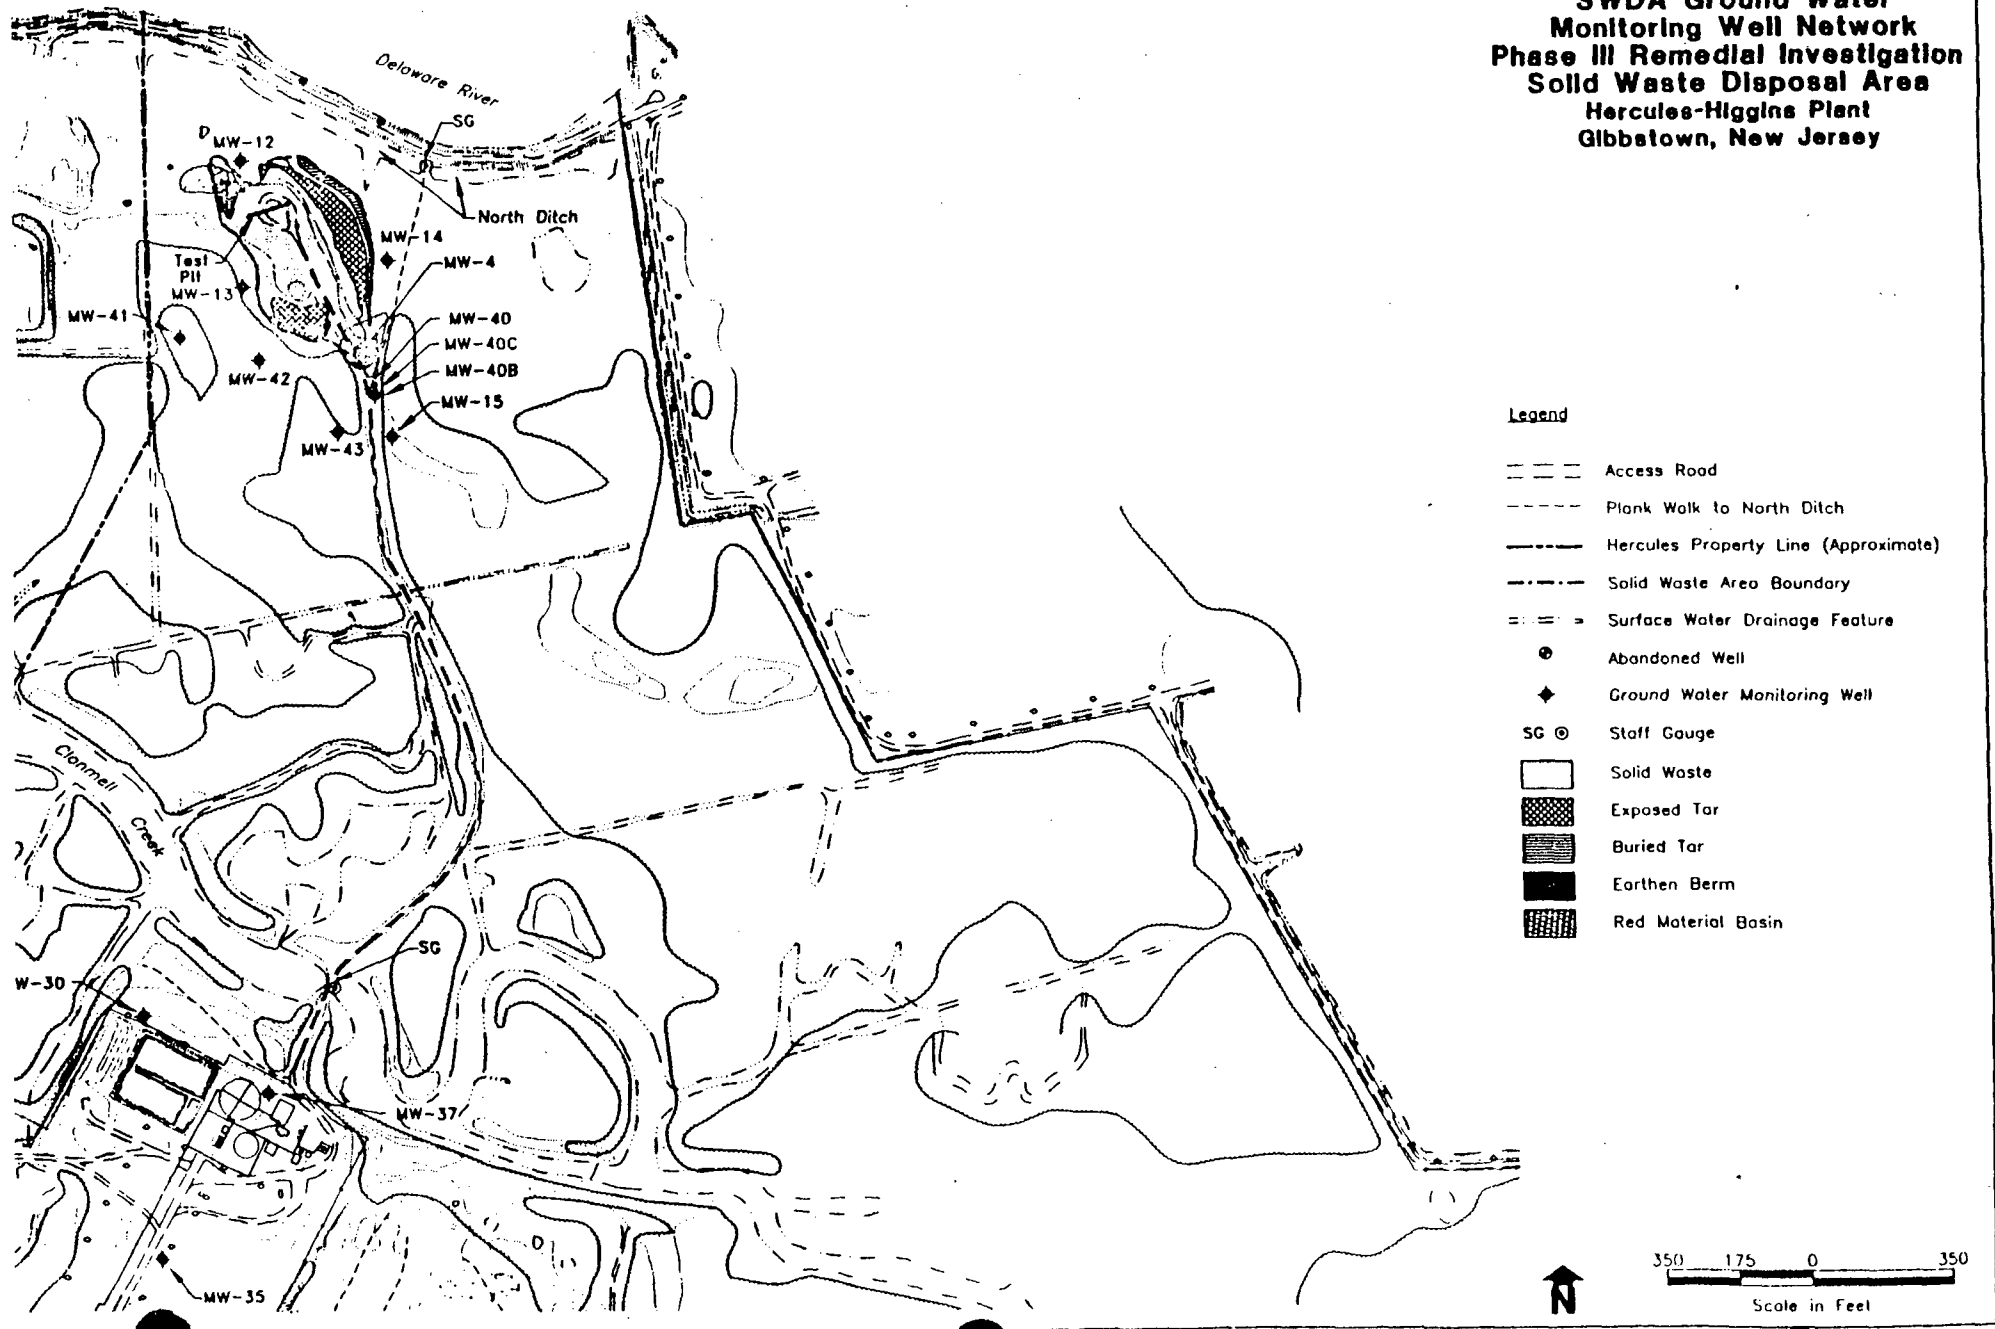 SWDA Ground Water
Monitoring Well Network
Phase III Remedial Investigation
Solid Waste Disposal Area
Hercules-Higgins Plant
Gibbstown, New Jersey
Delaware River
SG
MW-12
North Ditch
MW-14
Test
Pit
MW-4
MW-13
MW-41
MW-40
MW-40C
MW-40B
MW-42
MW-15
MW-43
Clonmell
Creek
SG
W-30
MW-37
MW-35
Legend
Access Road
Plank Walk to North Ditch
Hercules Property Line (Approximate)
Solid Waste Area Boundary
Surface Water Drainage Feature
Abandoned Well
Ground Water Monitoring Well
SG Staff Gauge
Solid Waste
Exposed Tar
Buried Tar
Earthen Berm
Red Material Basin
N
350 175 0 350
Scale in Feet